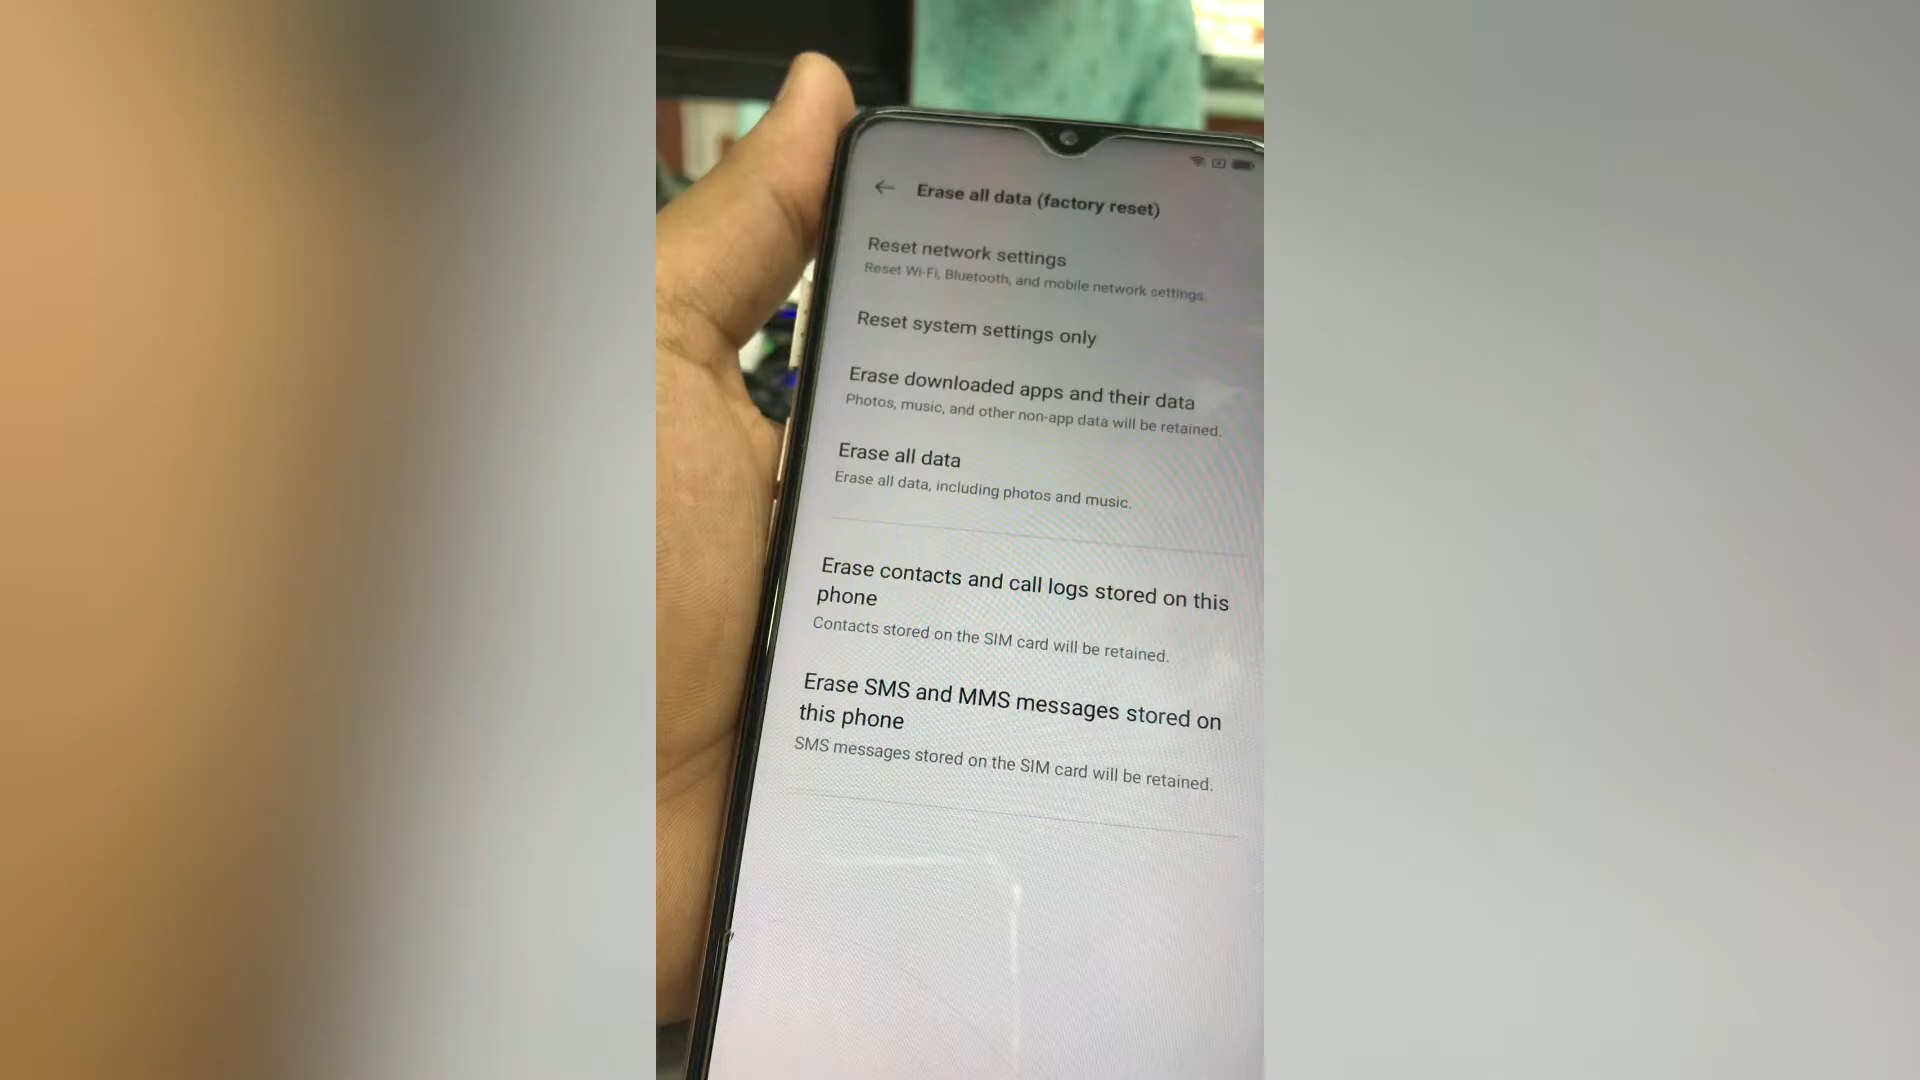 Erase all data (factory reset)
Reset network settings
Reset Wi-Fi, Bluetooth, and mobile network settings.
Reset system settings only
Erase downloaded apps and their data
Photos, music, and other non-app data will be retained.
Erase all data
Erase all data, including photos and music.
Erase contacts and call logs stored on this
phone
Contacts stored on the SIM card will be retained.
Erase SMS and MMS messages stored on
this phone
SMS messages stored on the SIM card will be retained.